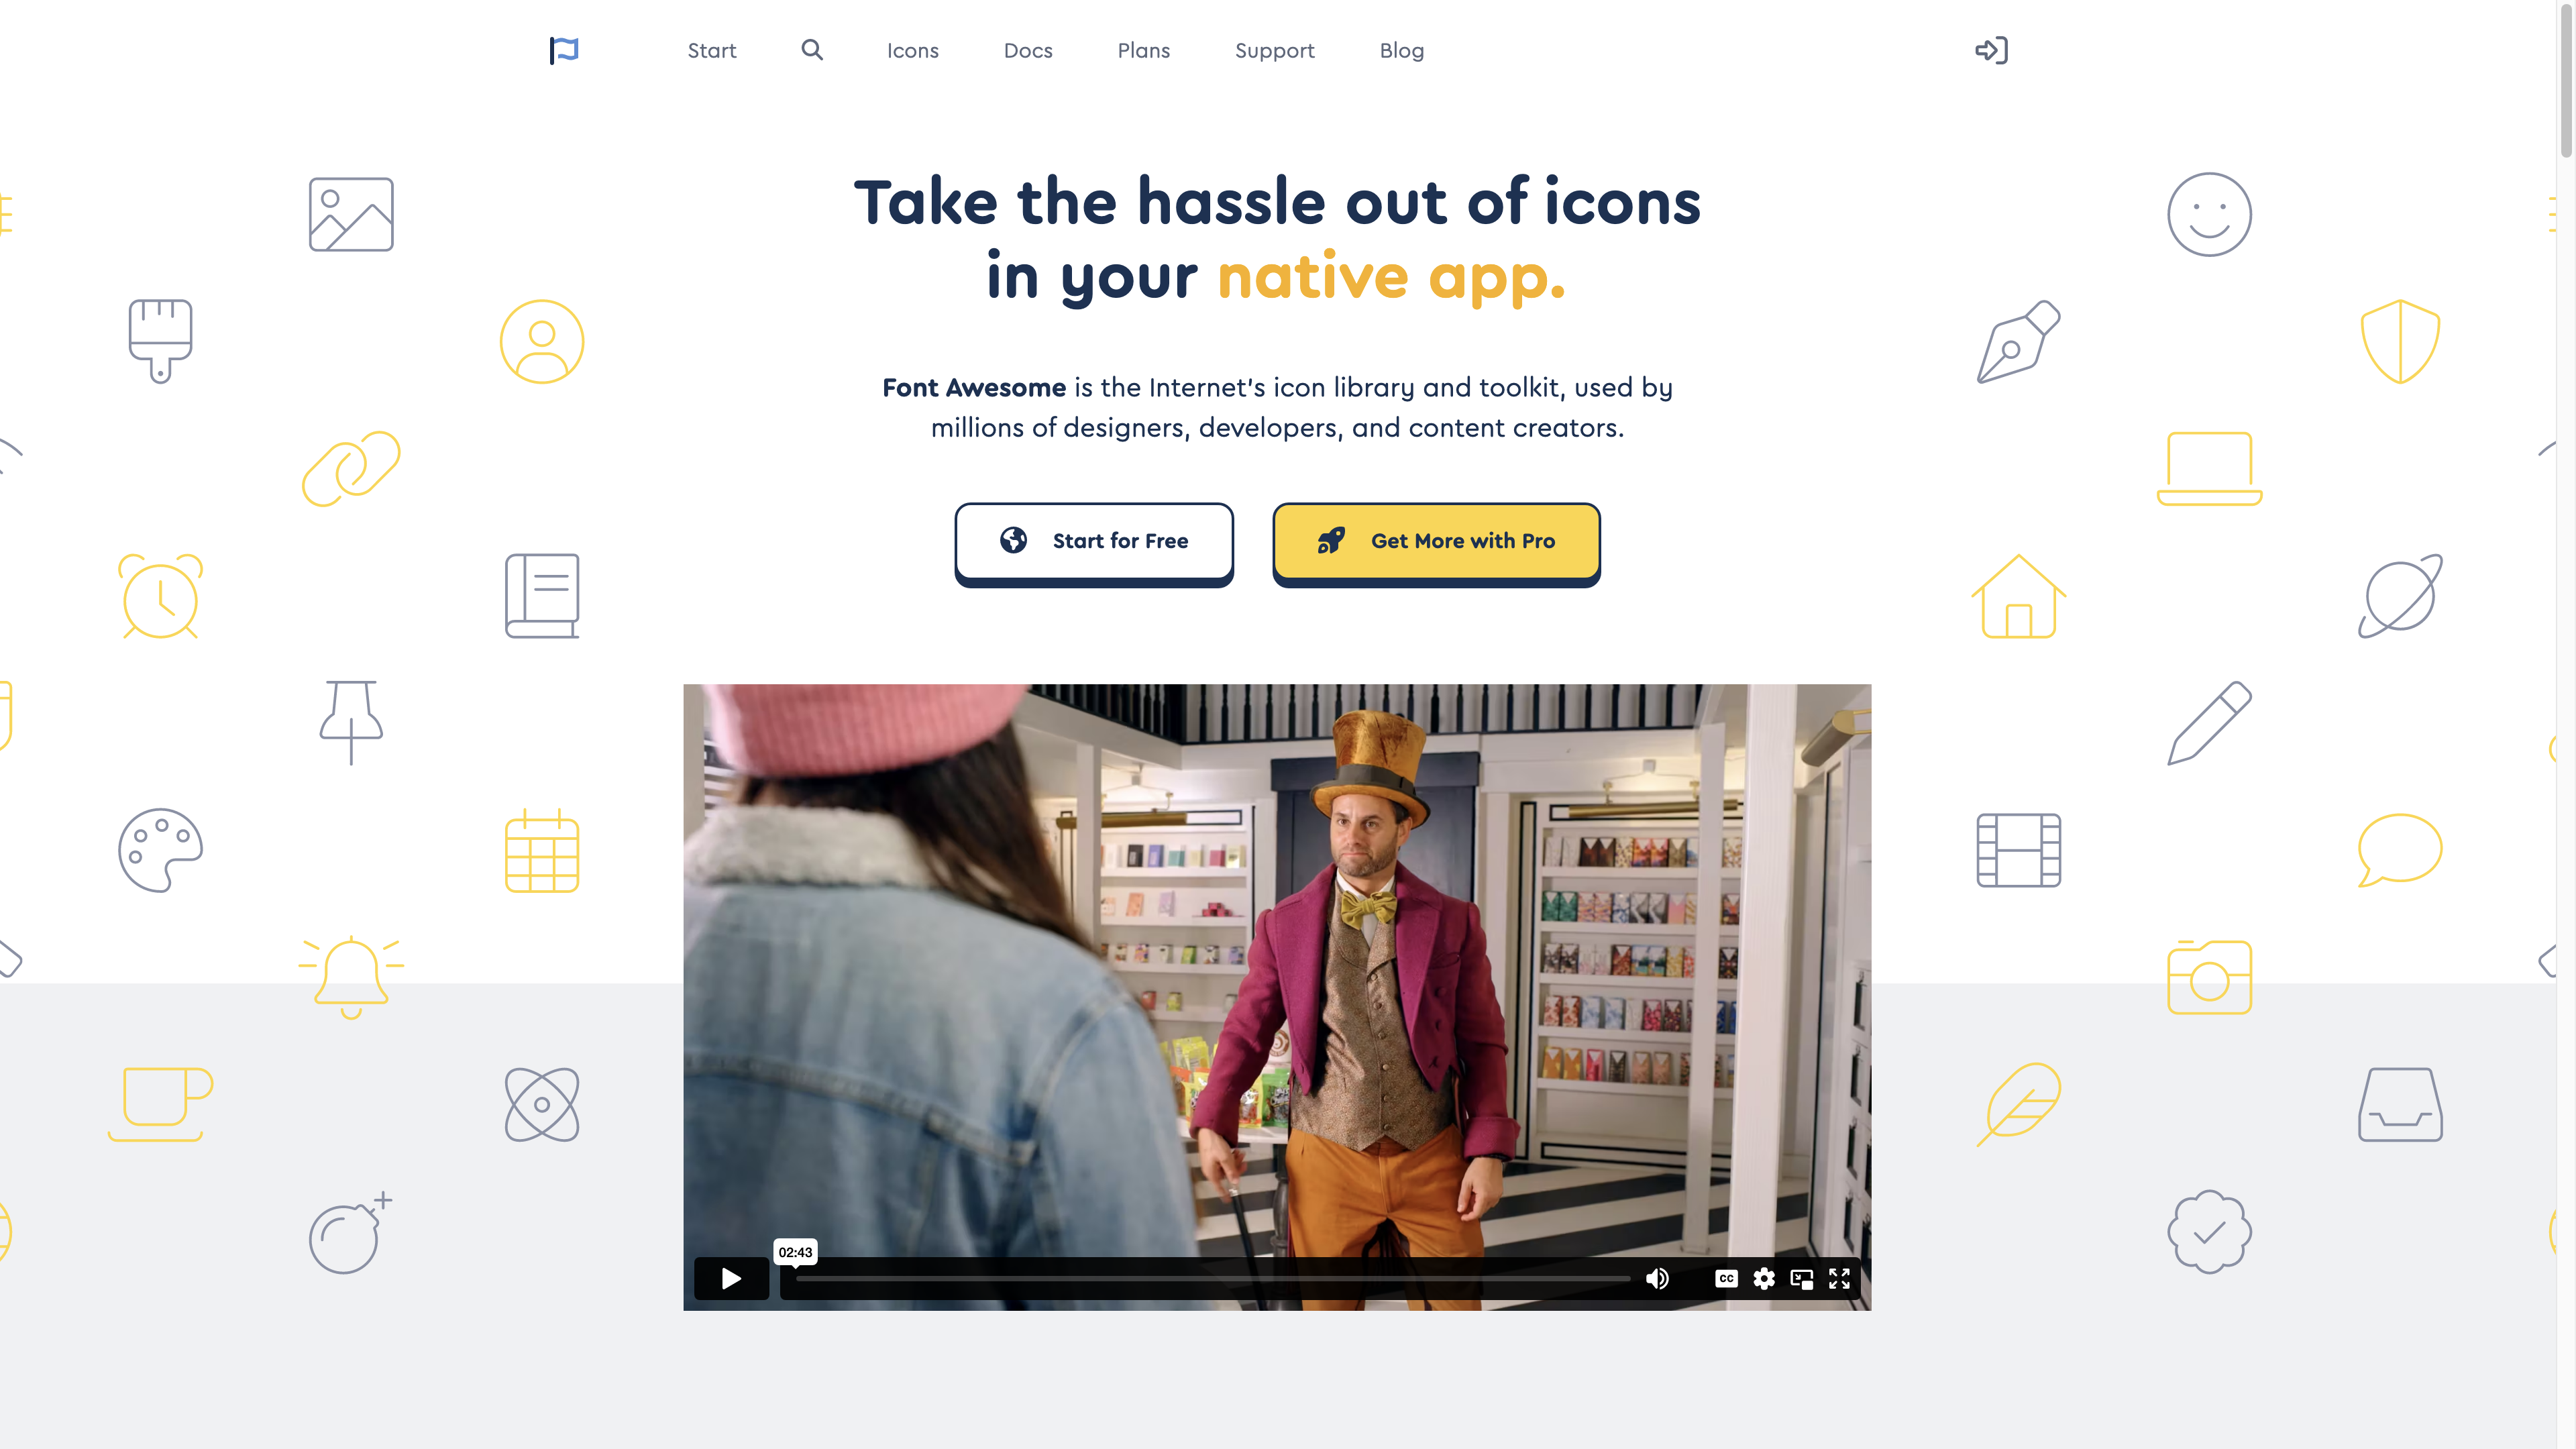 Start
Icons
Docs
Plans
Support
Blog
Take the hassle out of icons
in your native app.
Font Awesome is the Internet's icon library and toolkit, used by
millions of designers, developers, and content creators.
Start for Free
Get More with Pro
02:43
CC